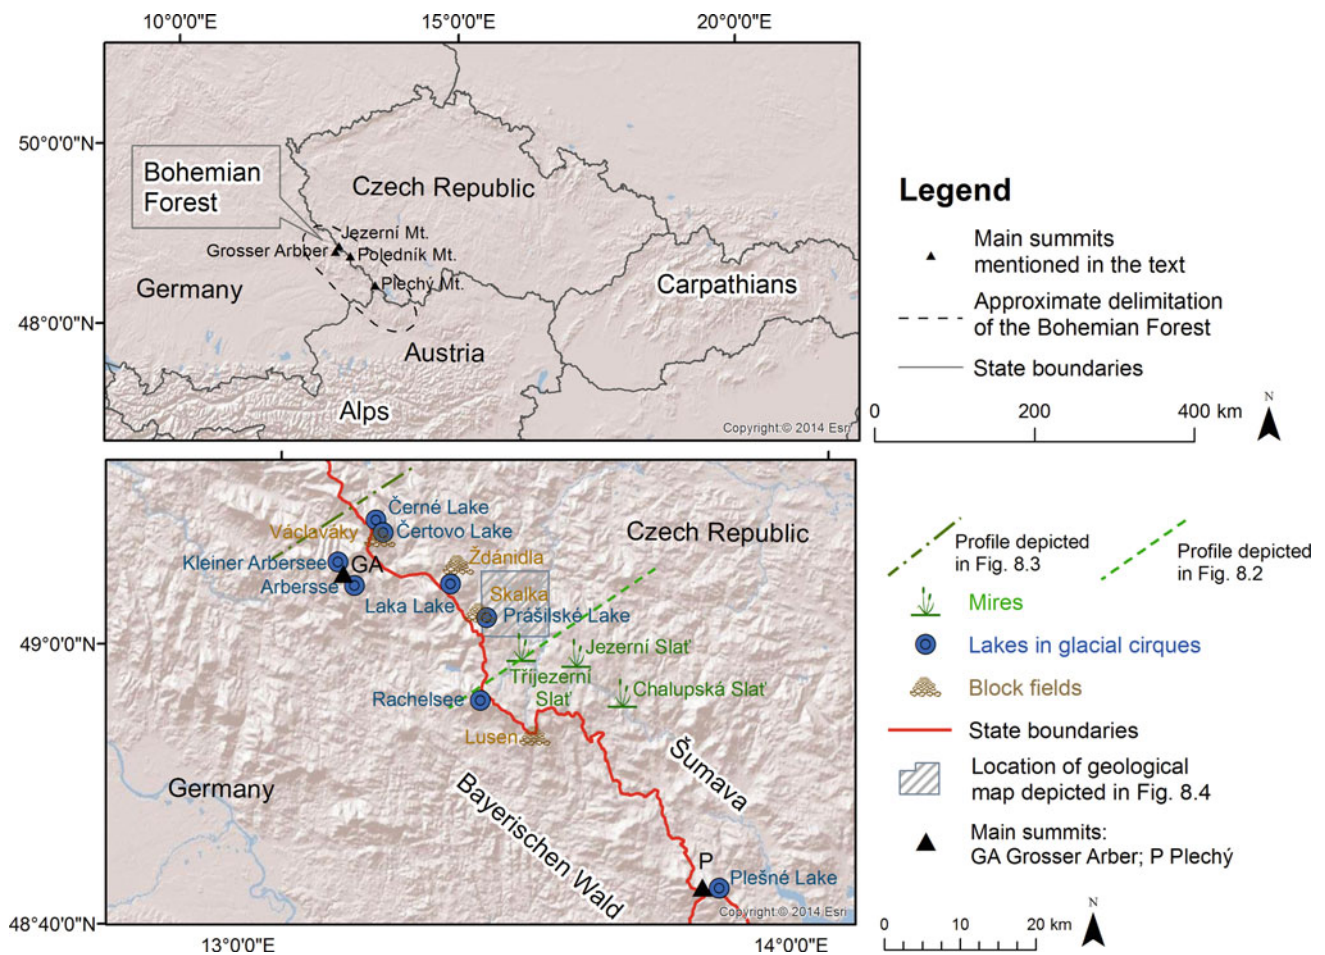 10°0'0"E
15°0'0"E
20°0'0"E
50°0'0"N
48°0'0"N
Bohemian
Forest
Czech Republic
Jezerní Mt.
Grosser Arbber
Poledník Mt.
Plechý Mt.
Germany
Carpathians
Austria
Alps
Copyright:© 2014 Esri
Legend
Main summits
mentioned in the text
Approximate delimitation
of the Bohemian Forest
State boundaries
0
200
400 km
N
Černé Lake
Václaváky
Čertovo Lake
Czech Republic
Kleiner Arbersee
GA
Ždánidla
Arbersse
Laka Lake
Skalka
Prášilské Lake
49°0'0"N
Jezerní Slať
Tříjezerní
Slať
Chalupská Slať
Rachelsee
Lusen
Šumava
Germany
Bayerischen Wald
P
Plešné Lake
Copyright:© 2014 Esri
48°40'0"N
13°0'0"E
14°0'0"E
Profile depicted
in Fig. 8.3
Profile depicted
in Fig. 8.2
Mires
Lakes in glacial cirques
Block fields
State boundaries
Location of geological
map depicted in Fig. 8.4
Main summits:
GA Grosser Arber; P Plechý
0
10
20 km
N